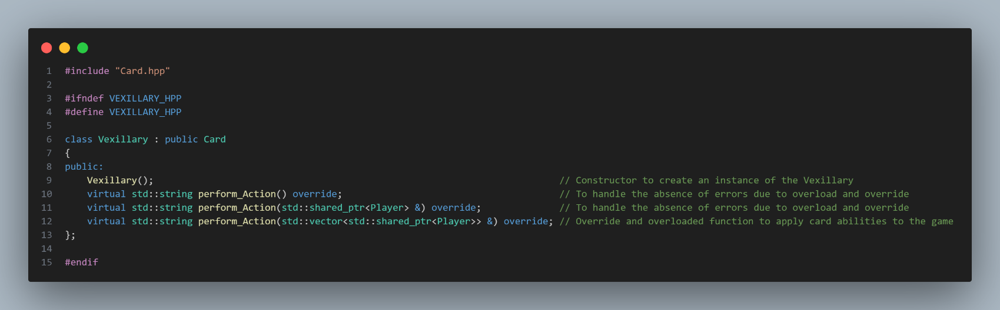 1 #include "Card.hpp"
2
3 #ifndef VEXILLARY_HPP
4 #define VEXILLARY_HPP
5
6 class Vexillary : public Card
7 {
8 public:
9     Vexillary();                                                                         // Constructor to create an instance of the Vexillary
10     virtual std::string perform_Action() override;                                       // To handle the absence of errors due to overload and override
11     virtual std::string perform_Action(std::shared_ptr<Player> &) override;              // To handle the absence of errors due to overload and override
12     virtual std::string perform_Action(std::vector<std::shared_ptr<Player>> &) override; // Override and overloaded function to apply card abilities to the game
13 };
14
15 #endif